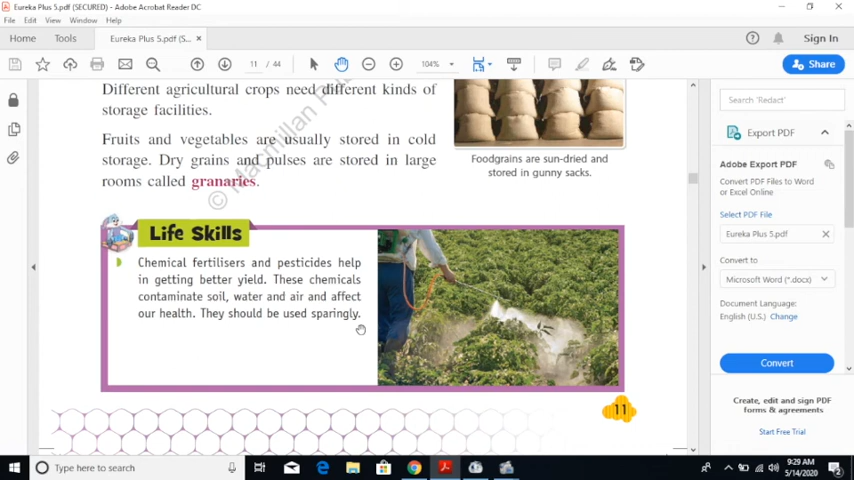 Eureka Plus 5.pdf (SECURED) - Adobe Acrobat Reader DC
File Edit View Window Help
Home Tools Eureka Plus 5.pdf (S... × Sign In
11 / 44 104% Share
Different agricultural crops need different kinds of
storage facilities.
Fruits and vegetables are usually stored in cold
storage. Dry grains and pulses are stored in large
rooms called granaries.
Foodgrains are sun-dried and
stored in gunny sacks.
© Macmillan
Life Skills
Chemical fertilisers and pesticides help
in getting better yield. These chemicals
contaminate soil, water and air and affect
our health. They should be used sparingly.
11
Search 'Redact'
Export PDF
Adobe Export PDF
Convert PDF Files to Word
or Excel Online
Select PDF File
Eureka Plus 5.pdf
Convert to
Microsoft Word (*.docx)
Document Language:
English (U.S.) Change
Convert
Create, edit and sign PDF
forms & agreements
Start Free Trial
Type here to search
9:29 AM
5/14/2020
2